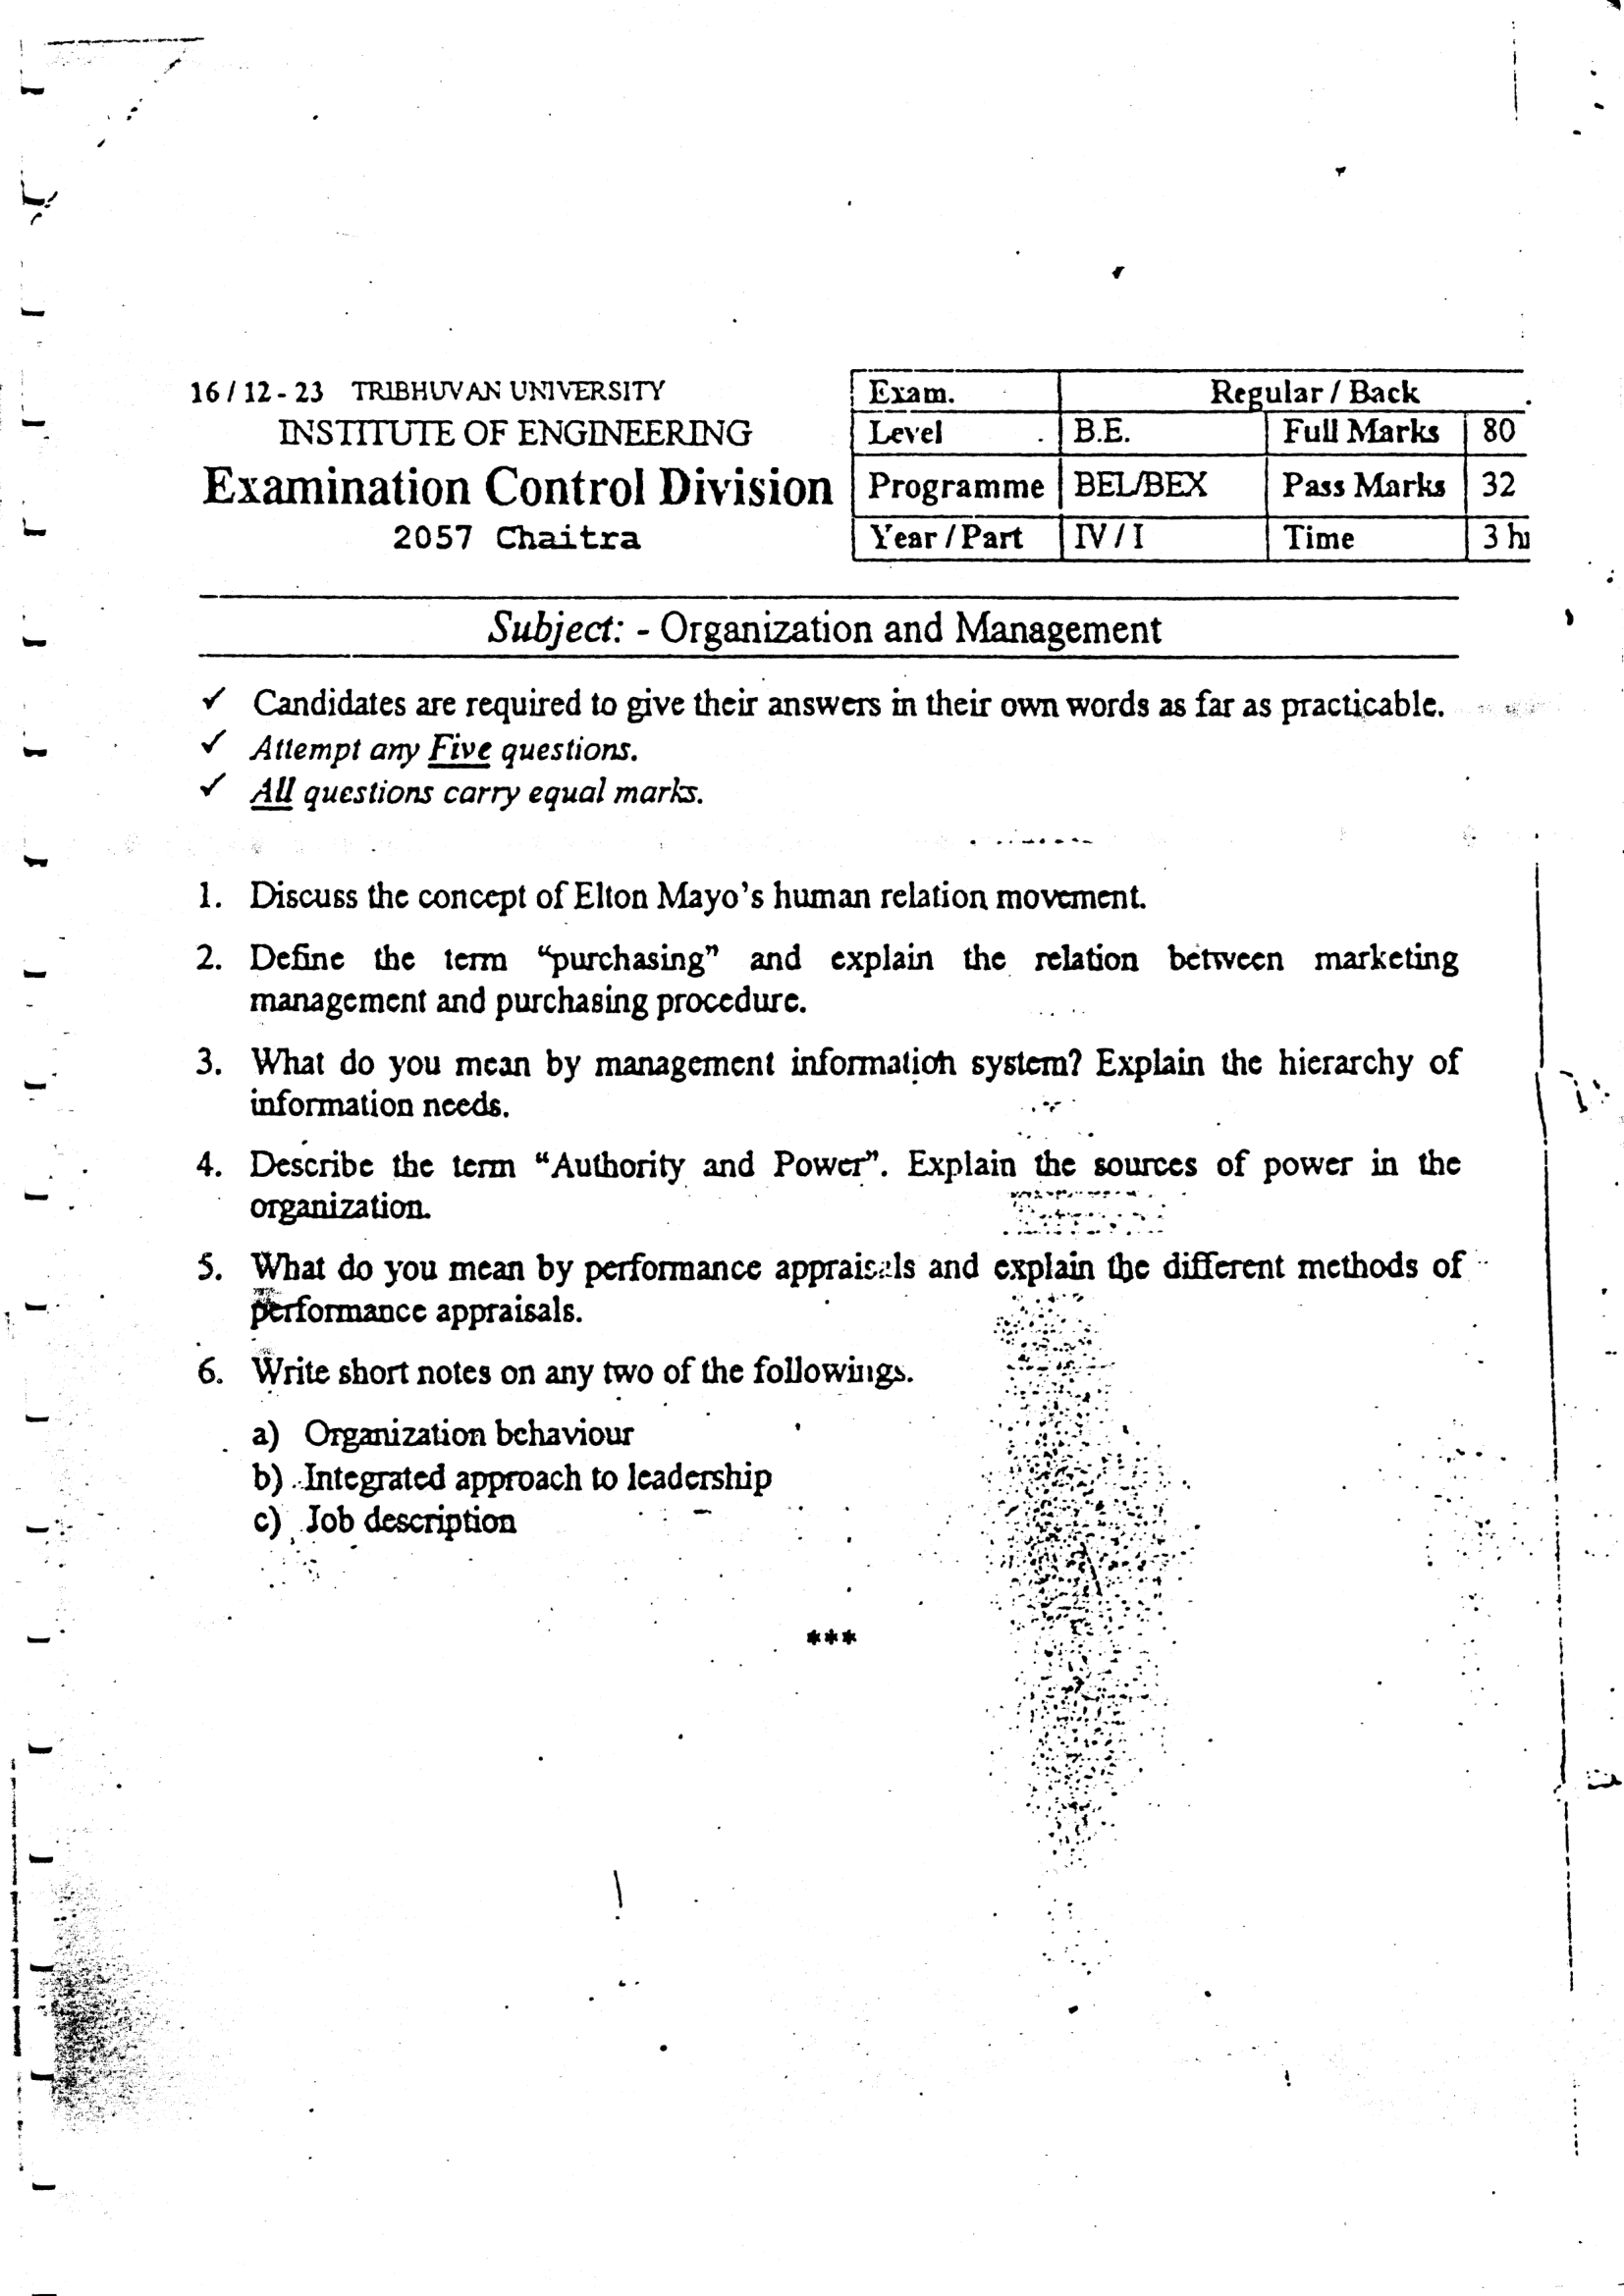 16 / 12 - 23 TRIBHUVAN UNIVERSITY
INSTITUTE OF ENGINEERING
Examination Control Division
2057 Chaitra
Exam. Regular / Back
Level B.E. Full Marks 80
Programme BEL/BEX Pass Marks 32
Year / Part IV / I Time 3 h
Subject: - Organization and Management
✓ Candidates are required to give their answers in their own words as far as practicable.
✓ Attempt any Five questions.
✓ All questions carry equal marks.
1. Discuss the concept of Elton Mayo's human relation movement.
2. Define the term “purchasing” and explain the relation between marketing
management and purchasing procedure.
3. What do you mean by management information system? Explain the hierarchy of
information needs.
4. Describe the term “Authority and Power”. Explain the sources of power in the
organization.
5. What do you mean by performance appraisals and explain the different methods of
performance appraisals.
6. Write short notes on any two of the followings.
a) Organization behaviour
b) Integrated approach to leadership
c) Job description
***